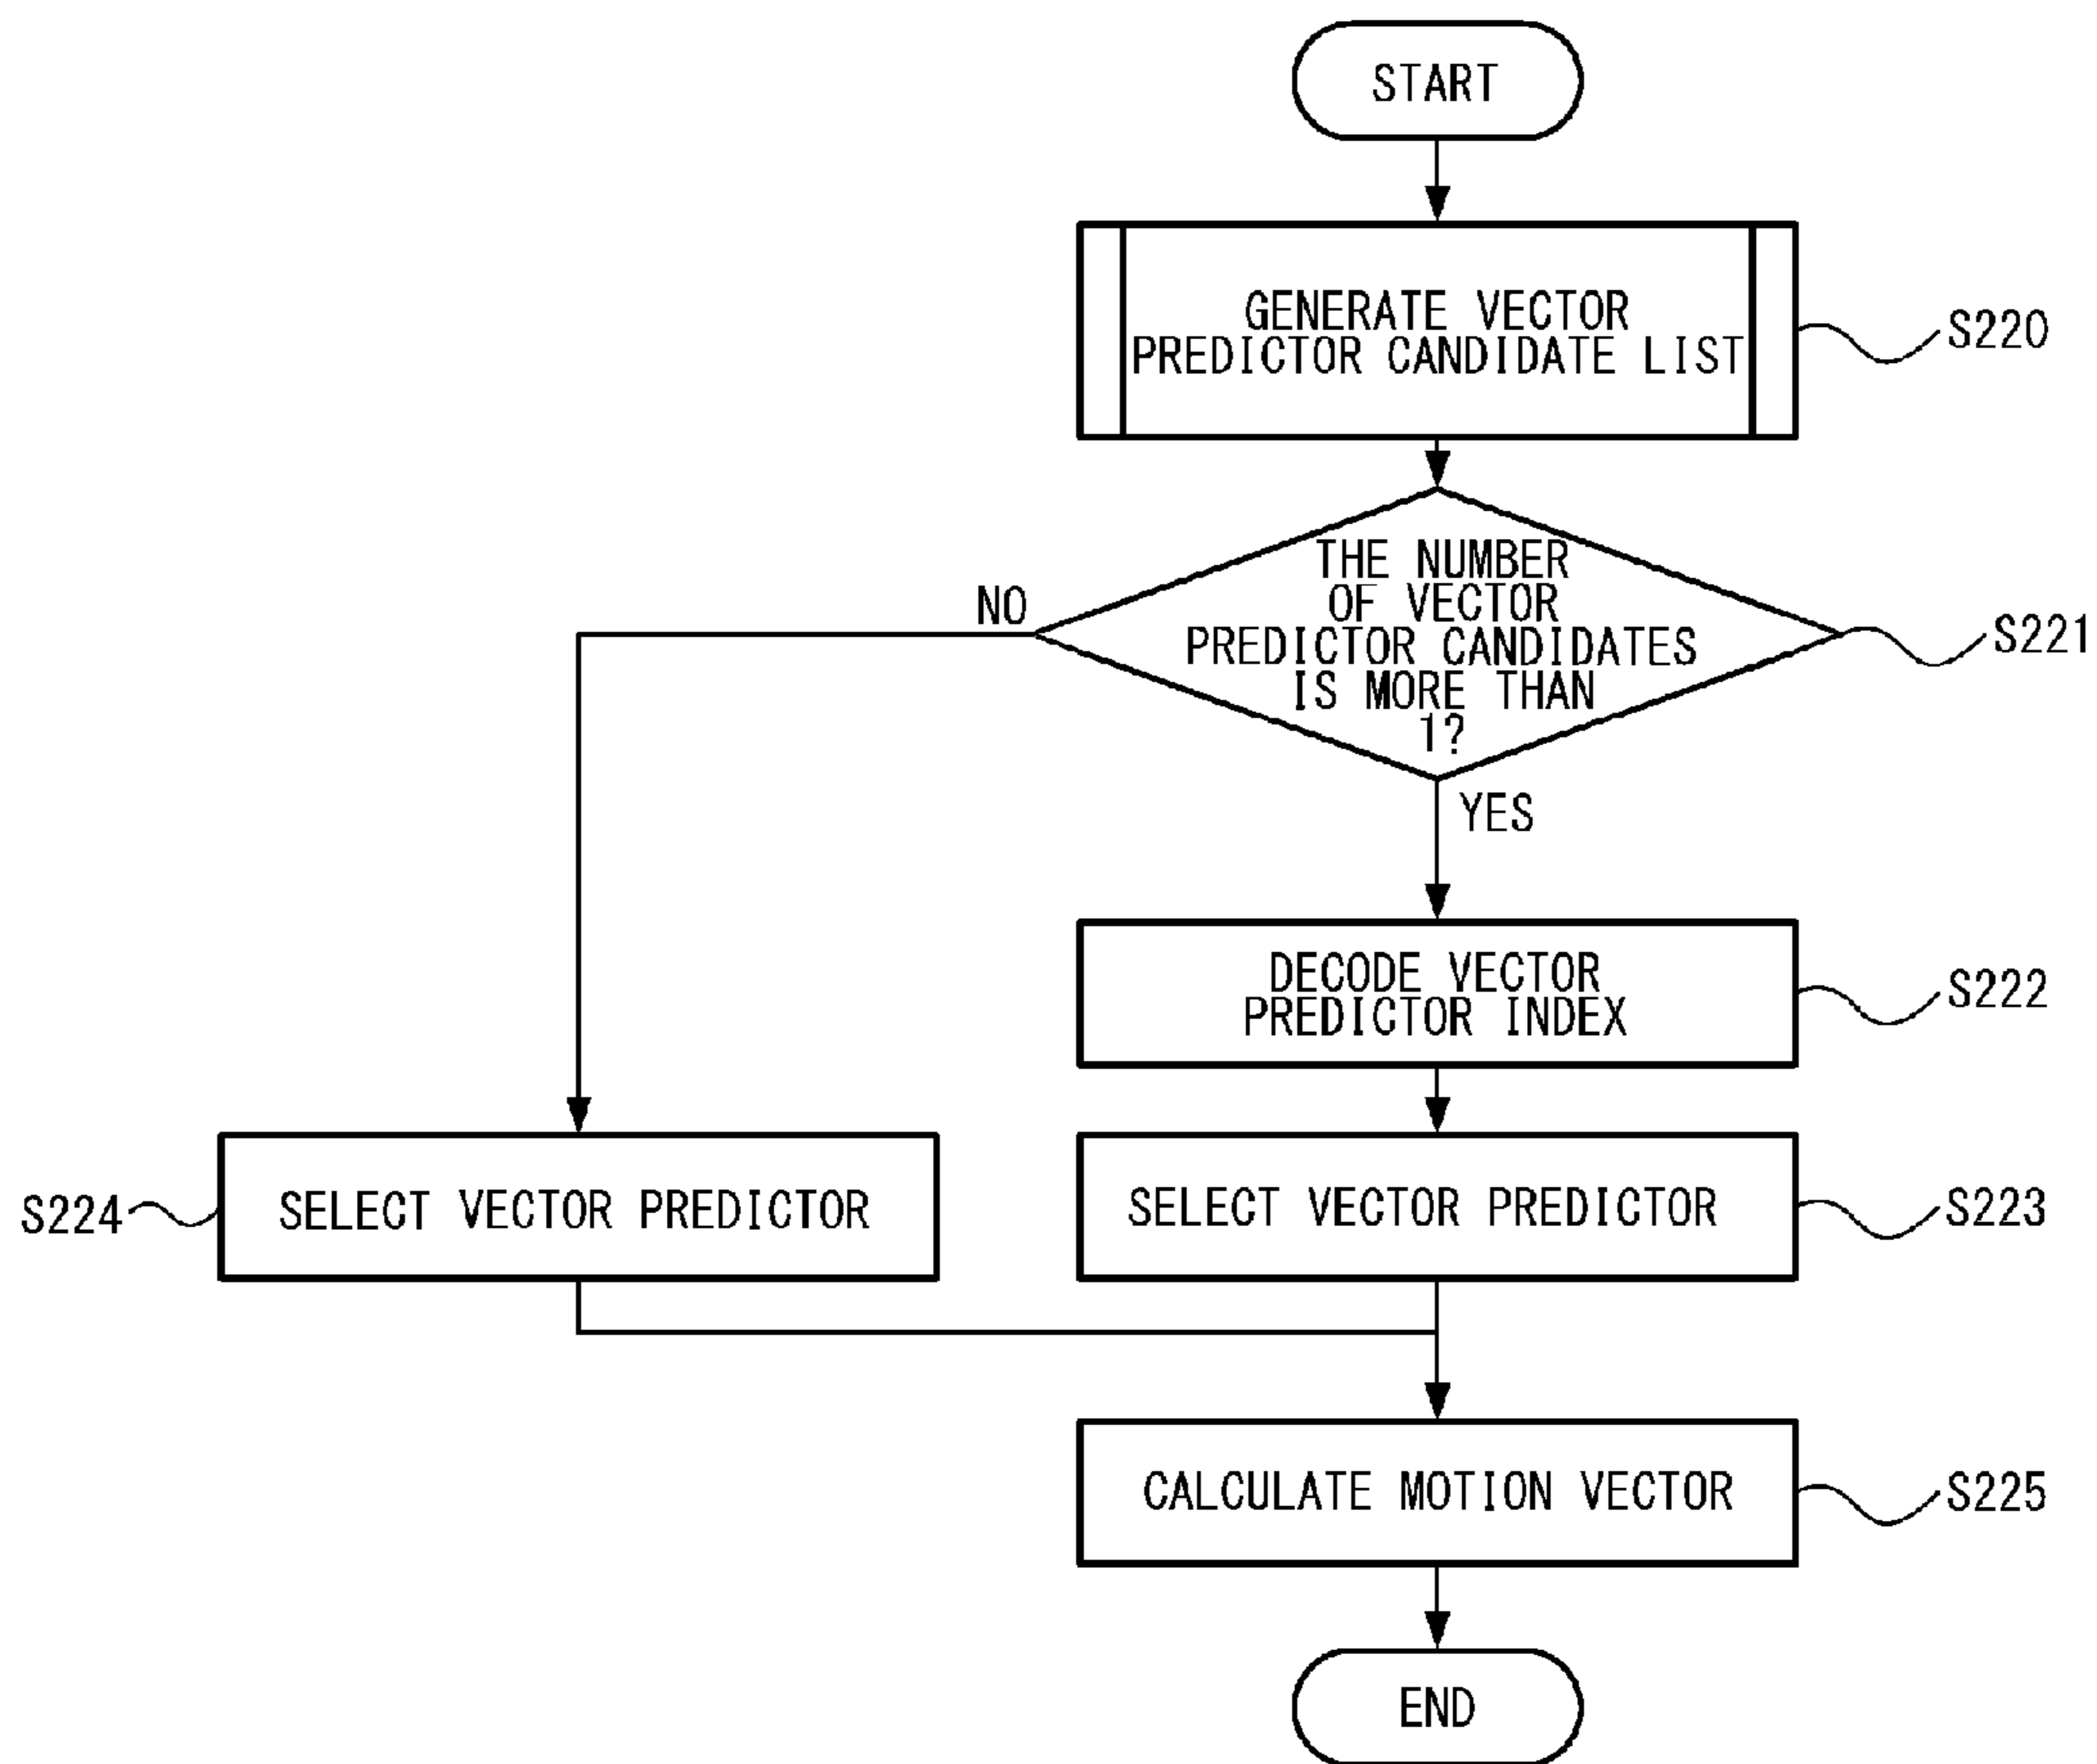 START
GENERATE VECTOR
PREDICTOR CANDIDATE LIST
S220
THE NUMBER
OF VECTOR
PREDICTOR CANDIDATES
IS MORE THAN
1?
S221
NO
YES
DECODE VECTOR
PREDICTOR INDEX
S222
S224
SELECT VECTOR PREDICTOR
SELECT VECTOR PREDICTOR
S223
CALCULATE MOTION VECTOR
S225
END